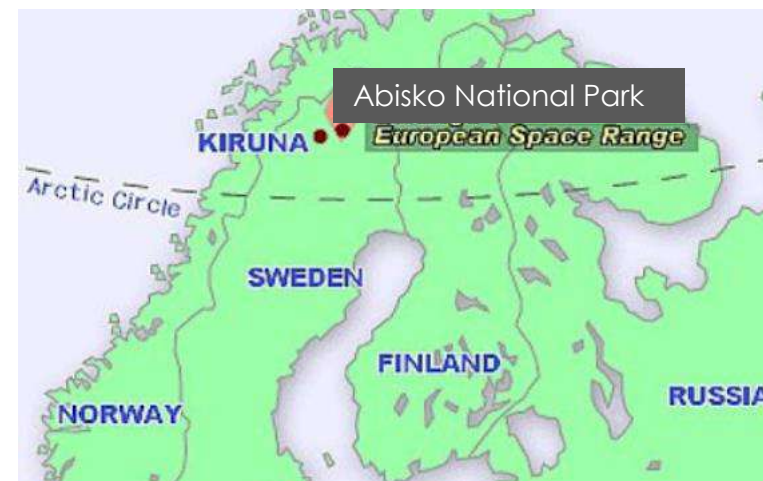 Abisko National Park
European Space Range
KIRUNA
Arctic Circle
SWEDEN
FINLAND
RUSSIA
NORWAY